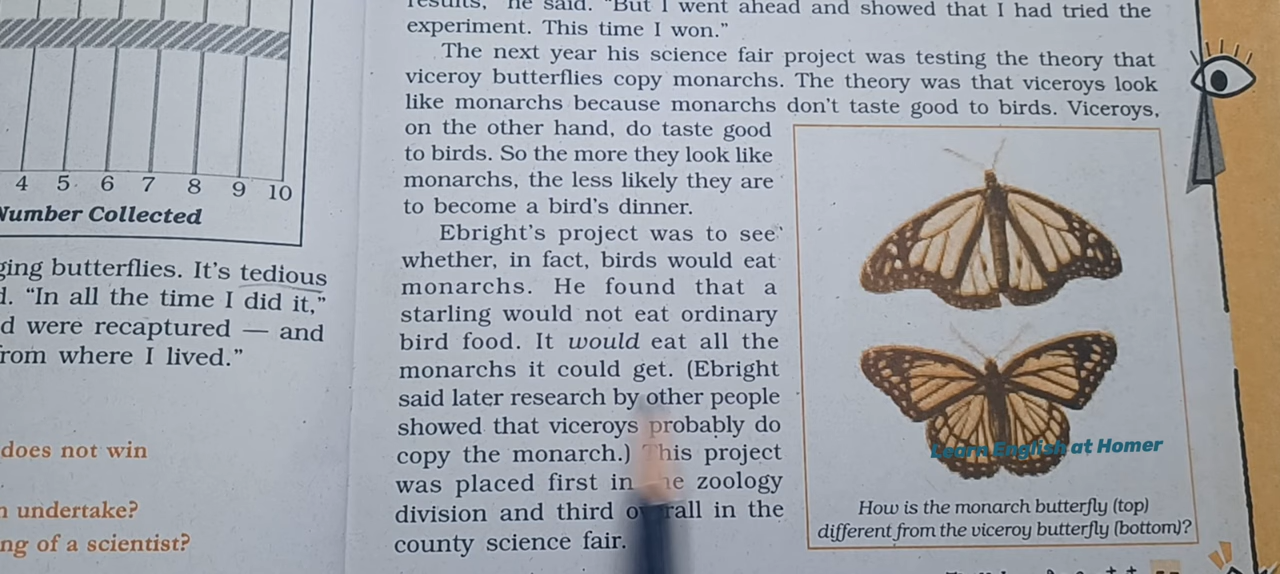 4 5 6 7 8 9 10
Number Collected
ging butterflies. It's tedious
d. “In all the time I did it,”
d were recaptured — and
from where I lived.”
does not win
undertake?
ng of a scientist?
results,” he said. “But I went ahead and showed that I had tried the
experiment. This time I won.”
The next year his science fair project was testing the theory that
viceroy butterflies copy monarchs. The theory was that viceroys look
like monarchs because monarchs don't taste good to birds. Viceroys,
on the other hand, do taste good
to birds. So the more they look like
monarchs, the less likely they are
to become a bird's dinner.
Ebright's project was to see
whether, in fact, birds would eat
monarchs. He found that a
starling would not eat ordinary
bird food. It would eat all the
monarchs it could get. (Ebright
said later research by other people
showed that viceroys probably do
copy the monarch.) This project
was placed first in the zoology
division and third overall in the
county science fair.
Learn English at Homer
How is the monarch butterfly (top)
different from the viceroy butterfly (bottom)?